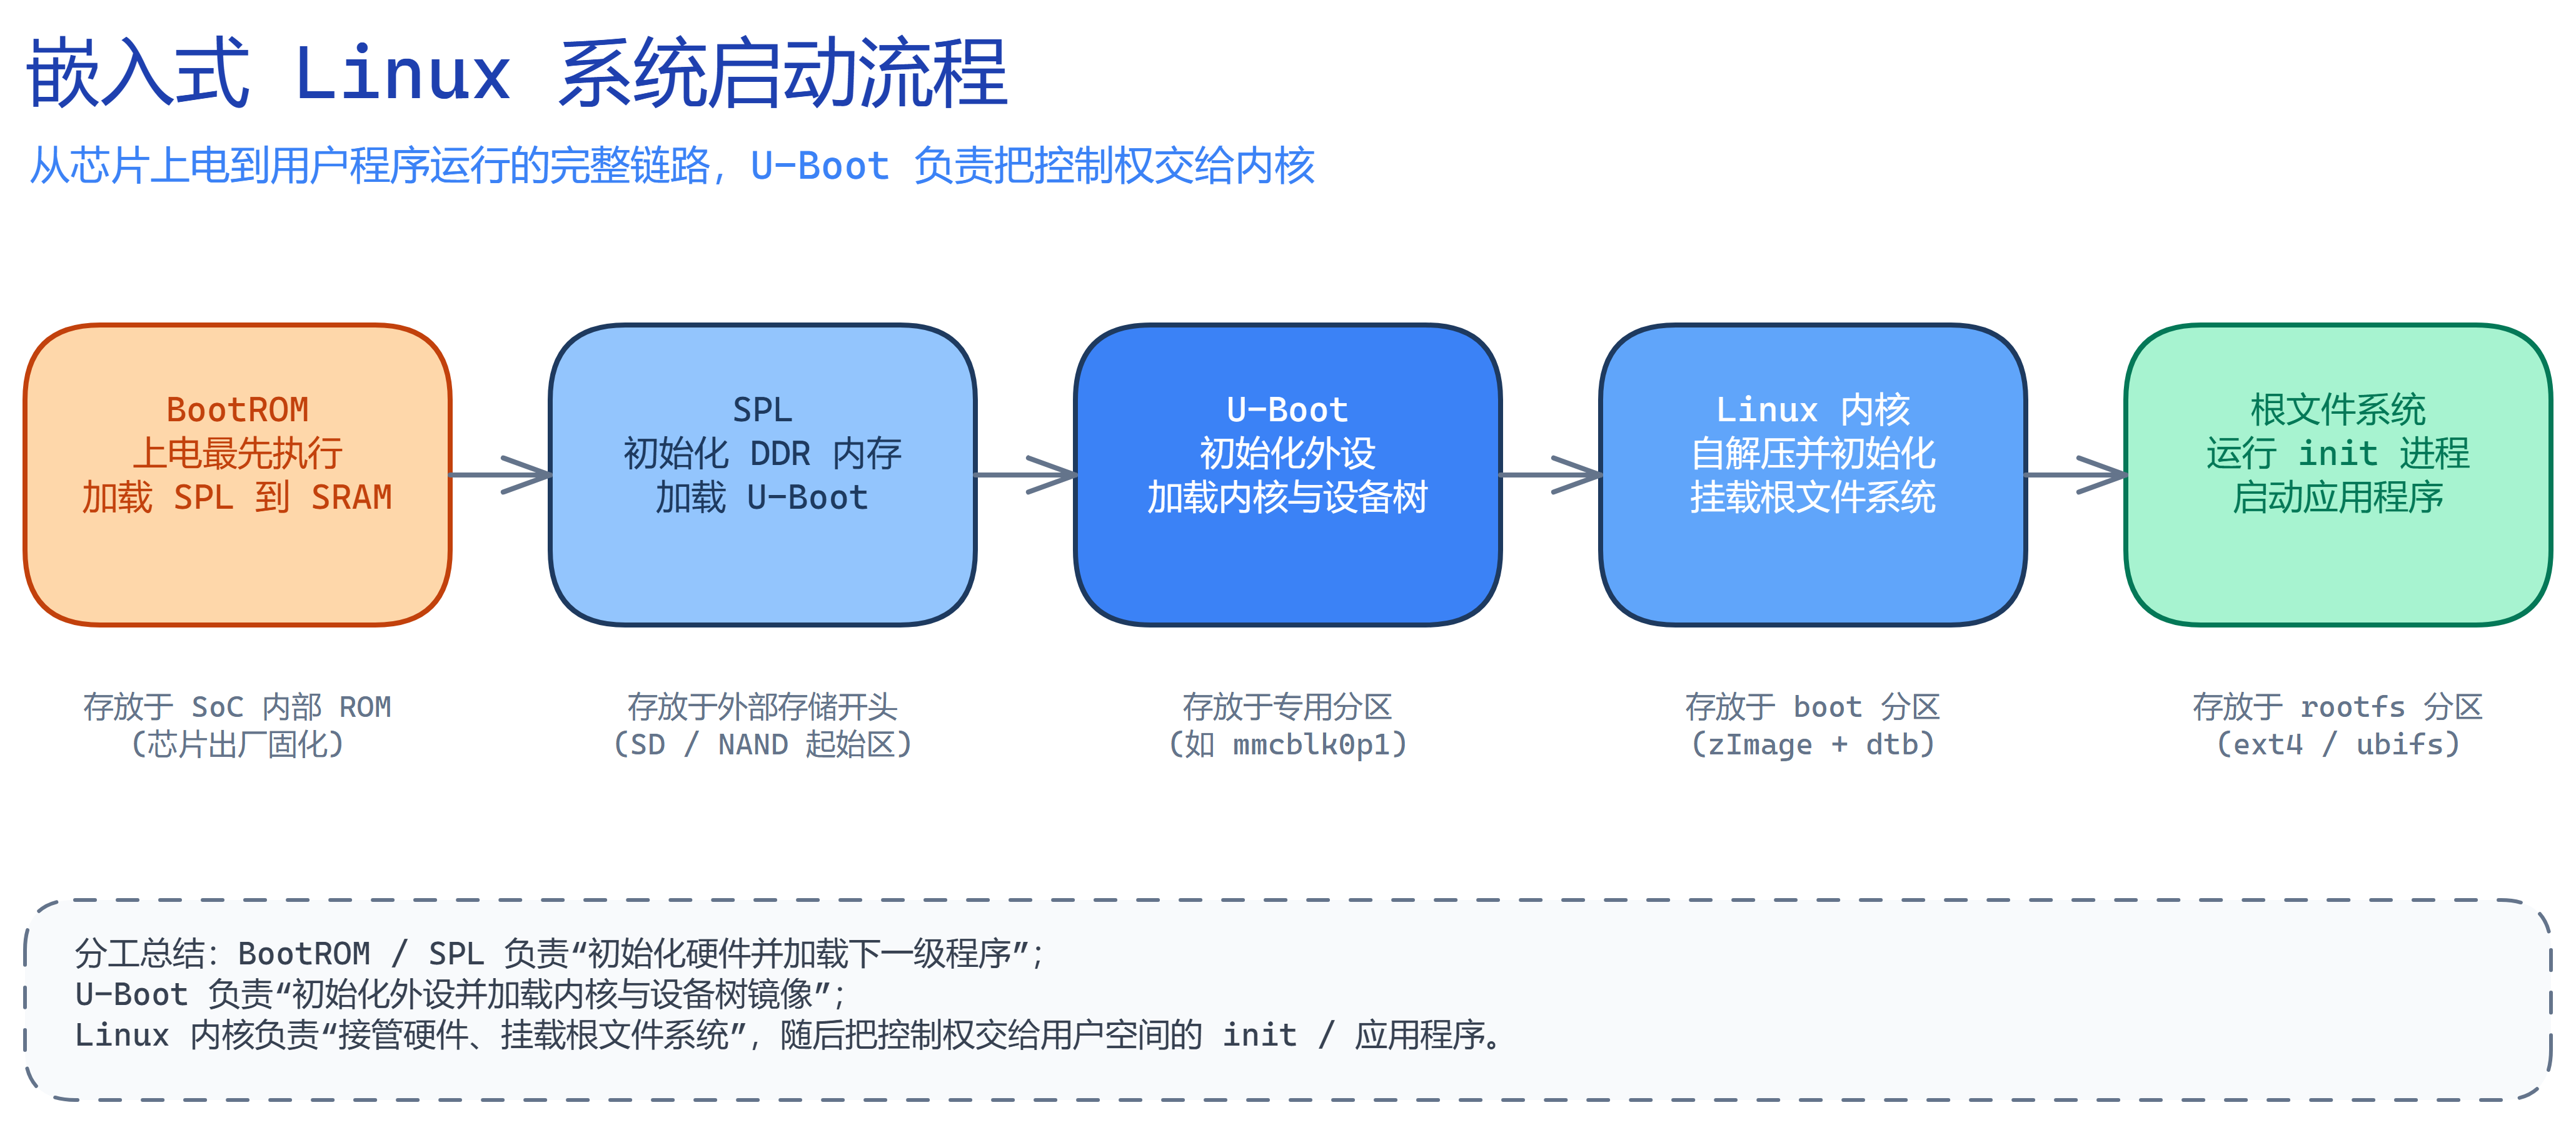 嵌入式 Linux 系统启动流程
从芯片上电到用户程序运行的完整链路，U-Boot 负责把控制权交给内核
BootROM
上电最先执行
加载 SPL 到 SRAM
SPL
初始化 DDR 内存
加载 U-Boot
U-Boot
初始化外设
加载内核与设备树
Linux 内核
自解压并初始化
挂载根文件系统
根文件系统
运行 init 进程
启动应用程序
存放于 SoC 内部 ROM
(芯片出厂固化)
存放于外部存储开头
(SD / NAND 起始区)
存放于专用分区
(如 mmcblk0p1)
存放于 boot 分区
(zImage + dtb)
存放于 rootfs 分区
(ext4 / ubifs)
分工总结：BootROM / SPL 负责“初始化硬件并加载下一级程序”；
U-Boot 负责“初始化外设并加载内核与设备树镜像”；
Linux 内核负责“接管硬件、挂载根文件系统”，随后把控制权交给用户空间的 init / 应用程序。